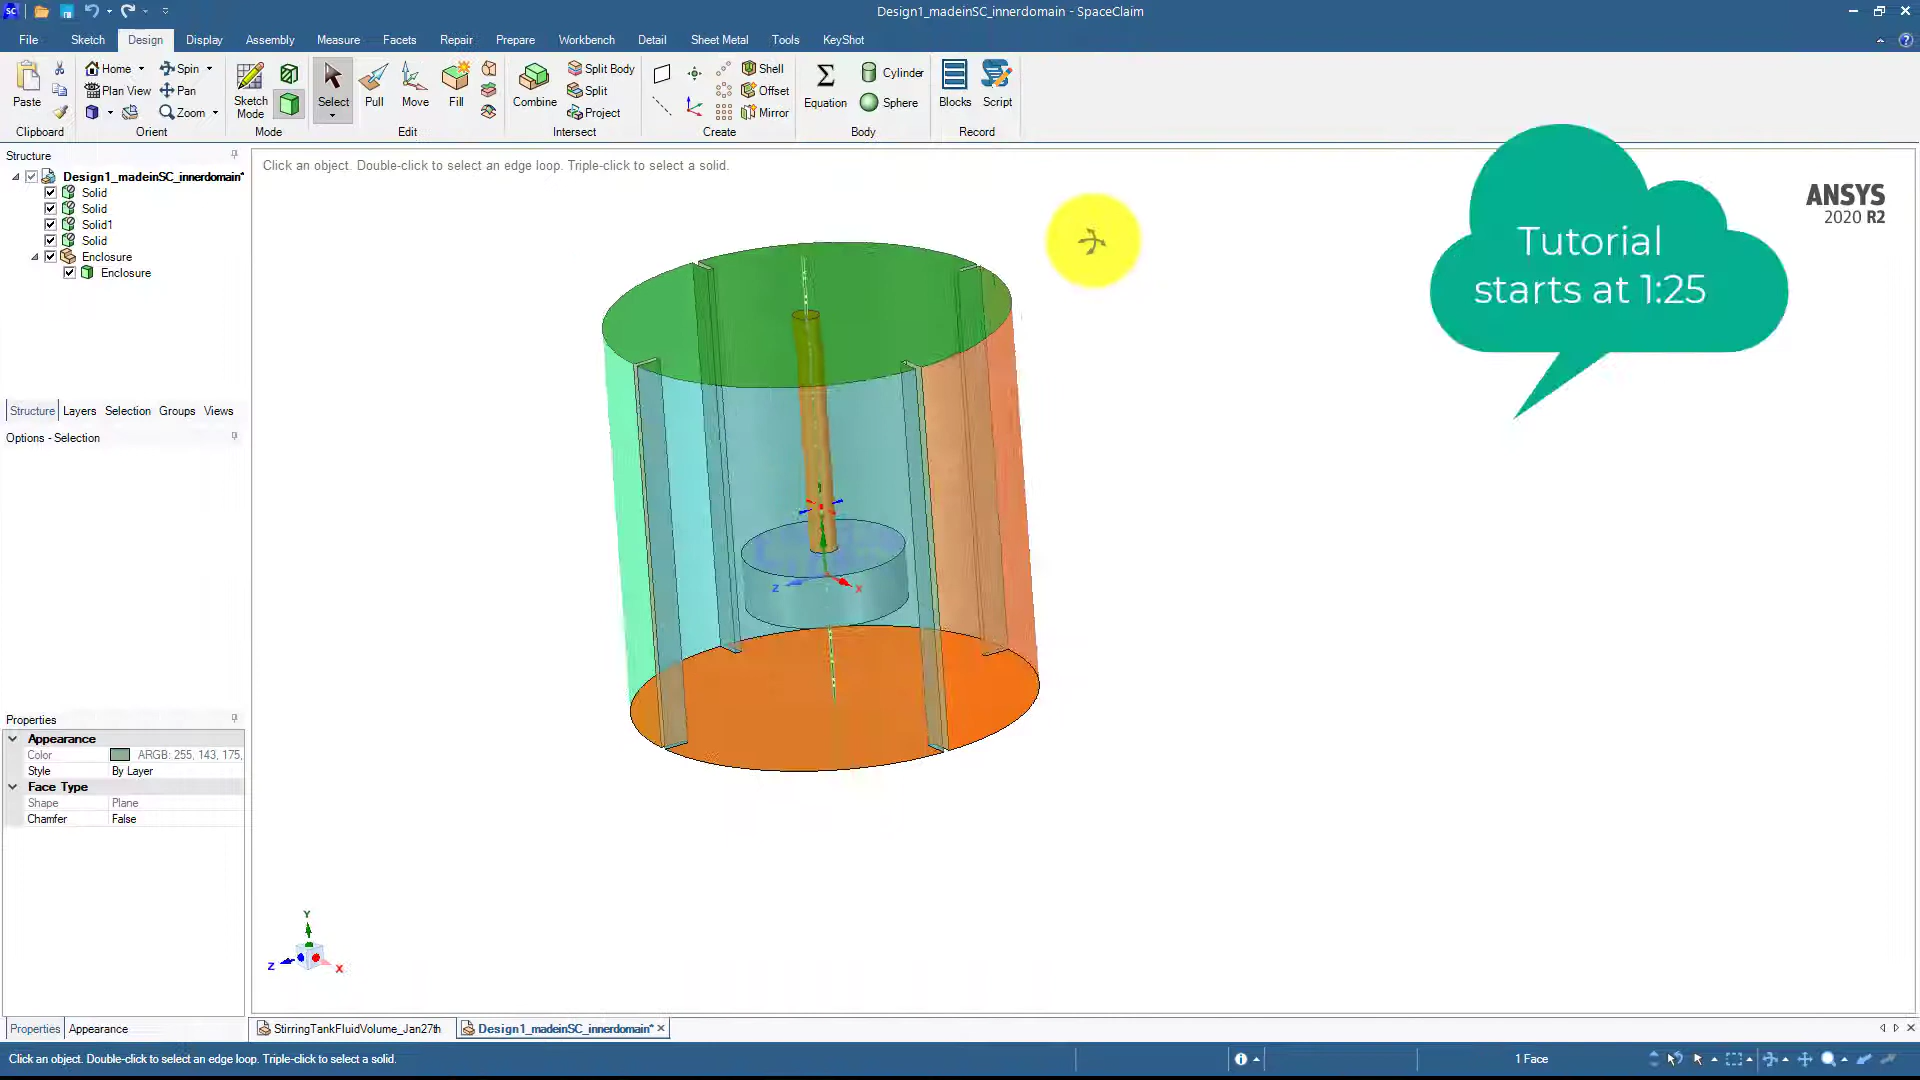 SC
Design1_madeinSC_innerdomain - SpaceClaim
File Sketch Design Display Assembly Measure Facets Repair Prepare Workbench Detail Sheet Metal Tools KeyShot
Paste
Clipboard
Home Spin
Plan View Pan
Zoom
Orient
Sketch
Mode
Mode
Select Pull Move Fill
Edit
Combine
Split Body
Split
Project
Intersect
Shell
Offset
Mirror
Create
Equation
Cylinder
Sphere
Body
Blocks Script
Record
Structure
Design1_madeinSC_innerdomain*
Solid
Solid
Solid1
Solid
Enclosure
Enclosure
Structure Layers Selection Groups Views
Options - Selection
Properties
Appearance
Color ARGB: 255, 143, 175,
Style By Layer
Face Type
Shape Plane
Chamfer False
Properties Appearance
Click an object. Double-click to select an edge loop. Triple-click to select a solid.
Tutorial
starts at 1:25
ANSYS
2020 R2
Z X
Y
Z X
StirringTankFluidVolume_Jan27th Design1_madeinSC_innerdomain*
Click an object. Double-click to select an edge loop. Triple-click to select a solid.
1 Face